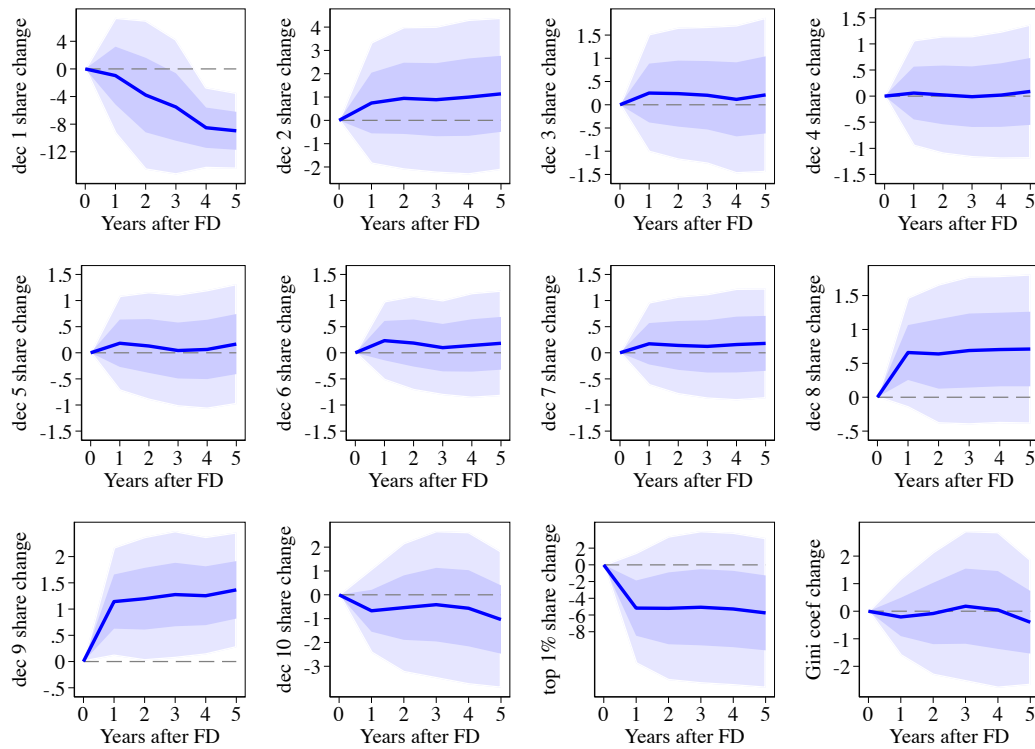 dec 1 share change
4
0
-4
-8
-12
0 1 2 3 4 5
Years after FD
dec 2 share change
4
3
2
1
0
-1
-2
0 1 2 3 4 5
Years after FD
dec 3 share change
1.5
1
.5
0
-.5
-1
-1.5
0 1 2 3 4 5
Years after FD
dec 4 share change
1.5
1
.5
0
-.5
-1
-1.5
0 1 2 3 4 5
Years after FD
dec 5 share change
1.5
1
.5
0
-.5
-1
-1.5
0 1 2 3 4 5
Years after FD
dec 6 share change
1.5
1
.5
0
-.5
-1
-1.5
0 1 2 3 4 5
Years after FD
dec 7 share change
1.5
1
.5
0
-.5
-1
-1.5
0 1 2 3 4 5
Years after FD
dec 8 share change
1.5
1
.5
0
-.5
0 1 2 3 4 5
Years after FD
dec 9 share change
2
1.5
1
.5
0
-.5
0 1 2 3 4 5
Years after FD
dec 10 share change
2
1
0
-1
-2
-3
0 1 2 3 4 5
Years after FD
top 1% share change
2
0
-2
-4
-6
-8
0 1 2 3 4 5
Years after FD
Gini coef change
2
1
0
-1
-2
0 1 2 3 4 5
Years after FD